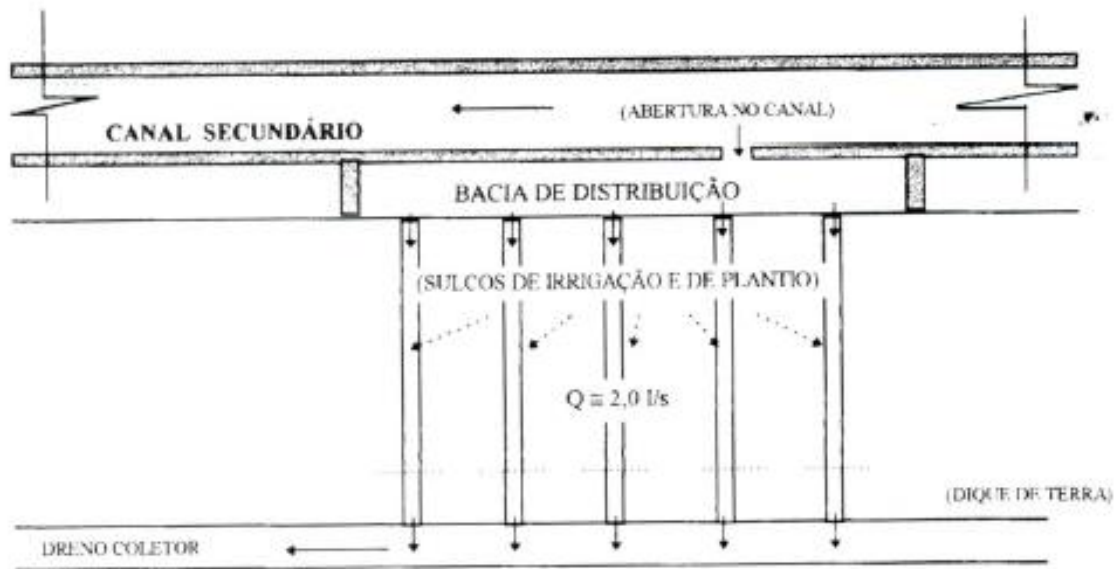 (ABERTURA NO CANAL)
CANAL SECUNDÁRIO
BACIA DE DISTRIBUIÇÃO
(SULCOS DE IRRIGAÇÃO E DE PLANTIO)
Q ≅ 2,0 l/s
(DIQUE DE TERRA)
DRENO COLETOR